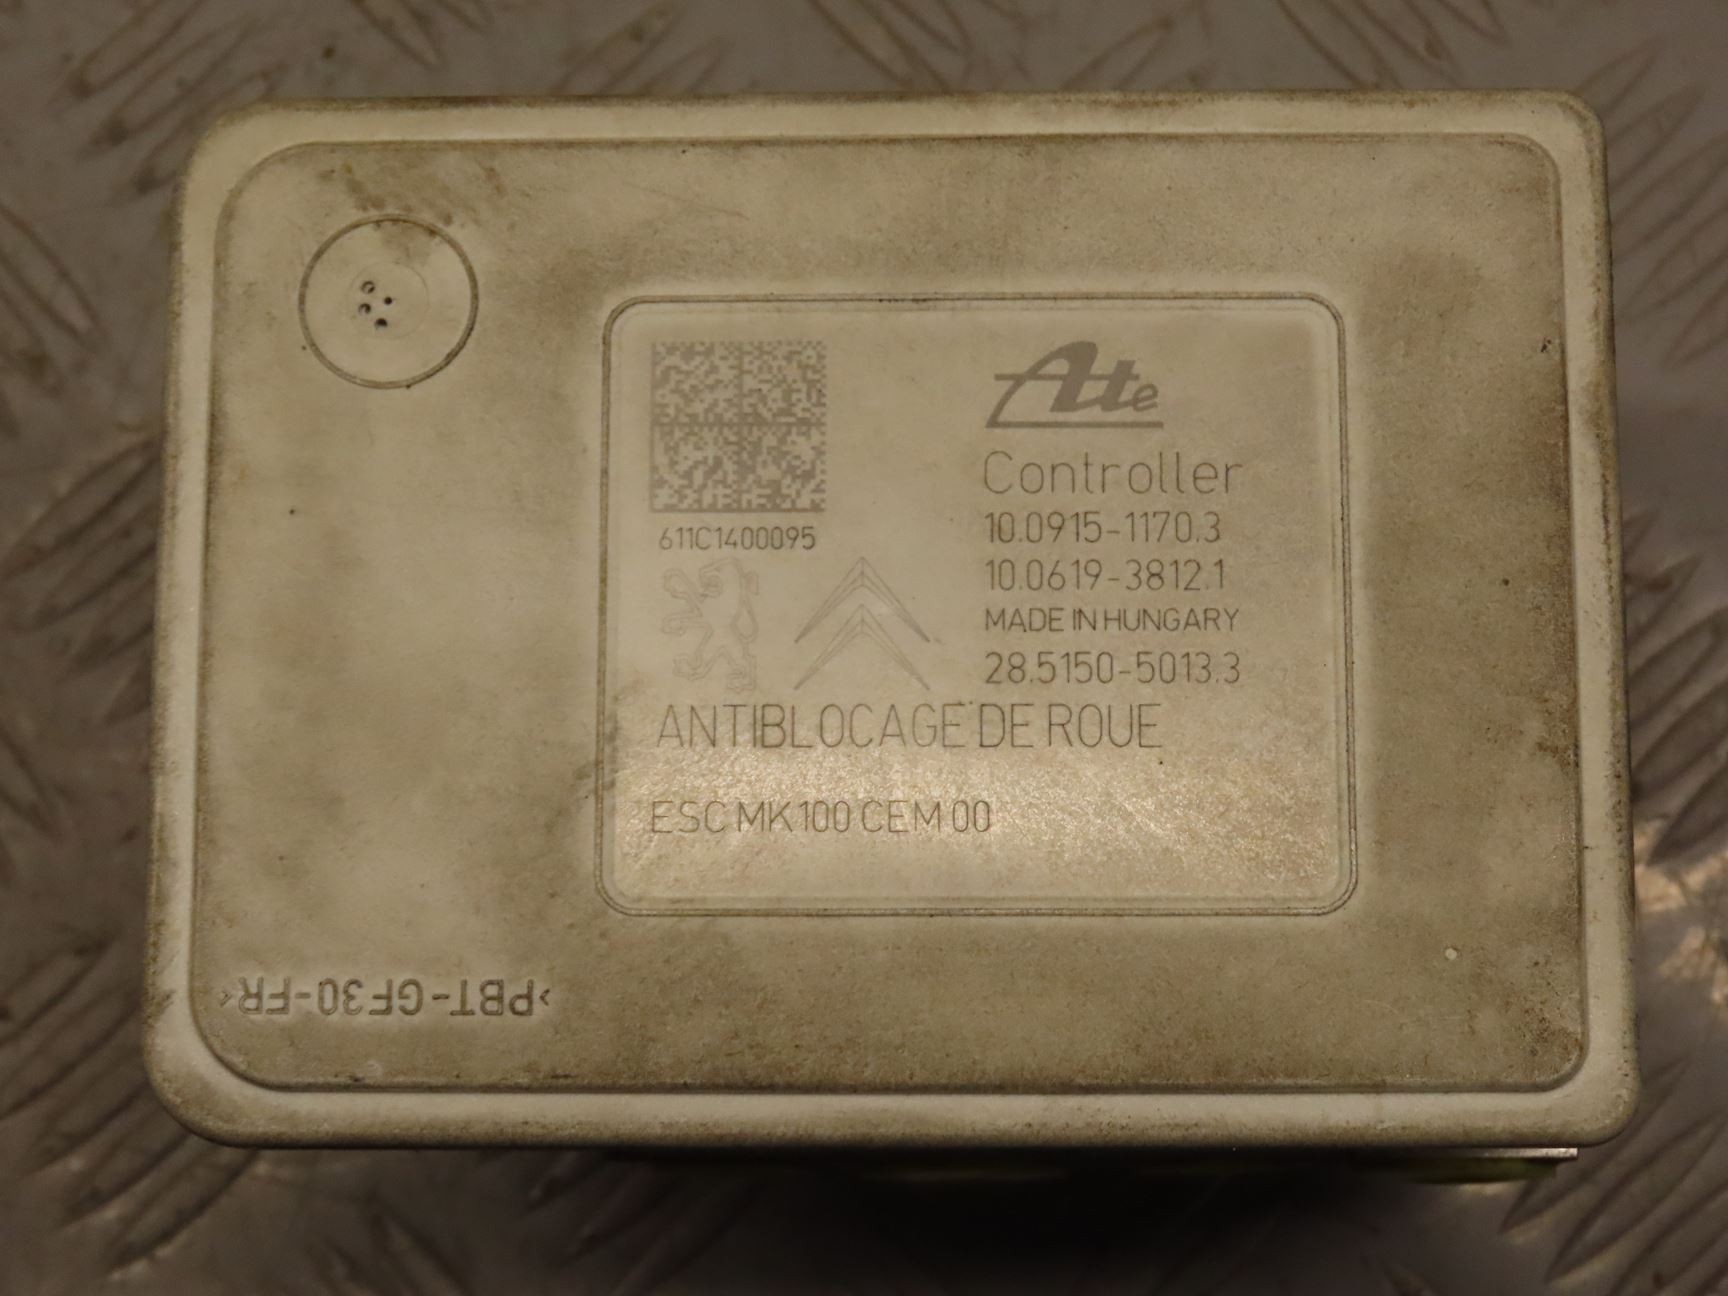 Ate
Controller
10.0915-1170.3
10.0619-3812.1
MADE IN HUNGARY
28.5150-5013.3
611C1400095
ANTIBLOCAGE DE ROUE
ESC MK100 CEM 00
>PBT-GF30-FR<